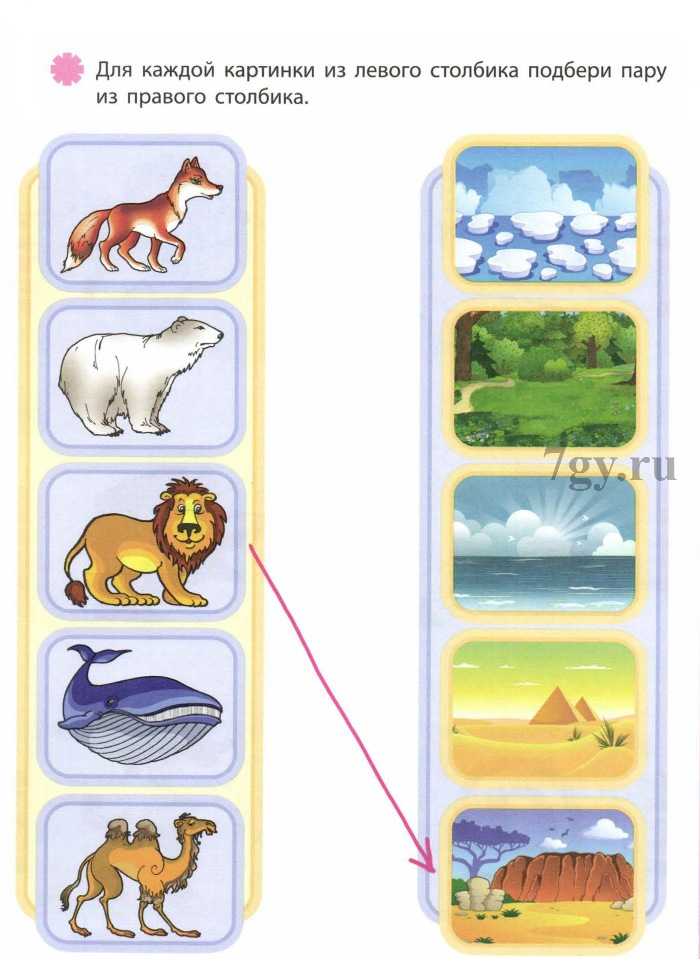 Для каждой картинки из левого столбика подбери пару
из правого столбика.
7gy.ru